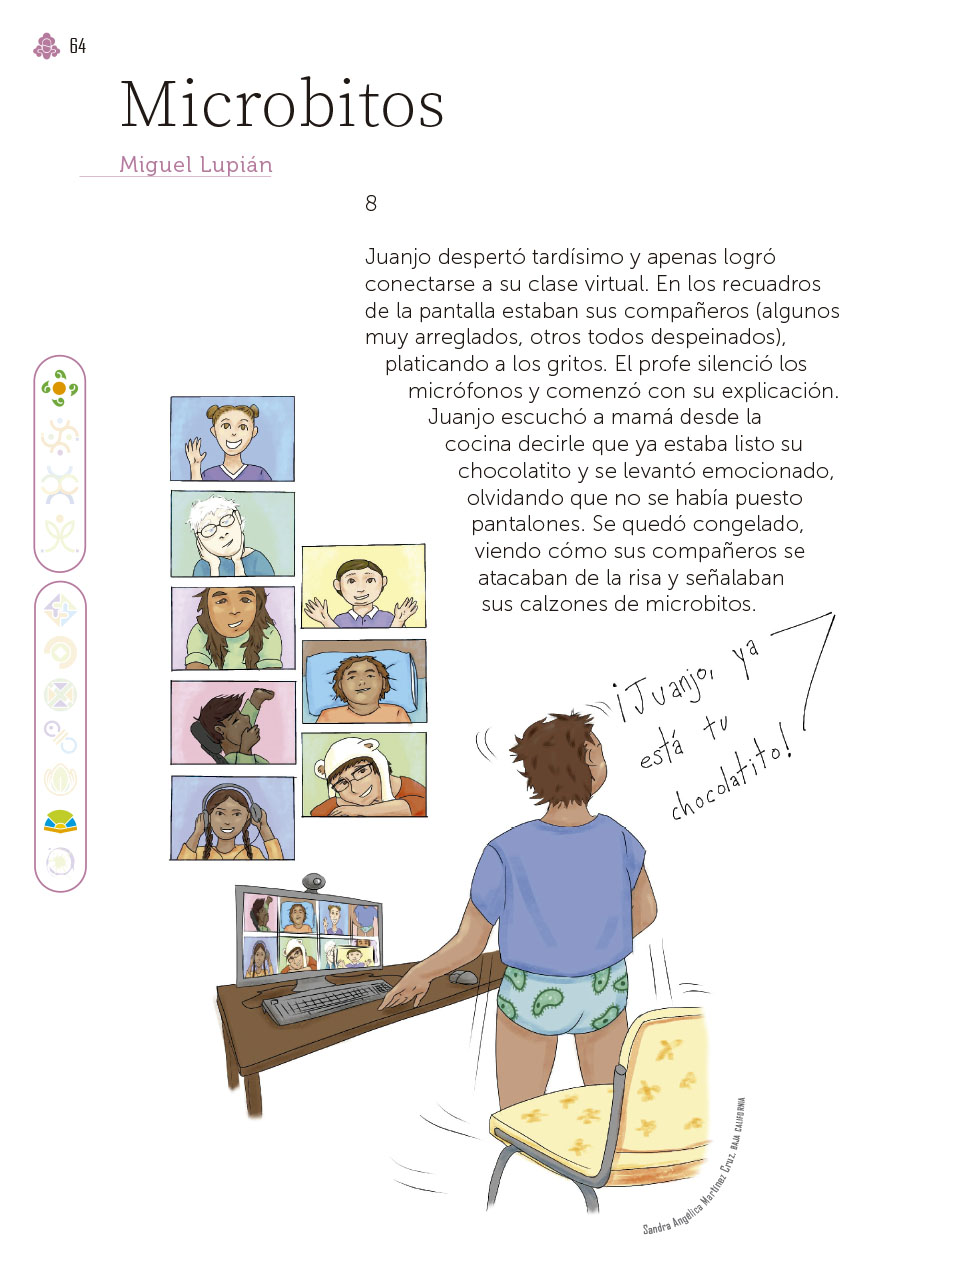 64
Microbitos
Miguel Lupián
8
Juanjo despertó tardísimo y apenas logró
conectarse a su clase virtual. En los recuadros
de la pantalla estaban sus compañeros (algunos
muy arreglados, otros todos despeinados),
platicando a los gritos. El profe silenció los
micrófonos y comenzó con su explicación.
Juanjo escuchó a mamá desde la
cocina decirle que ya estaba listo su
chocolatito y se levantó emocionado,
olvidando que no se había puesto
pantalones. Se quedó congelado,
viendo cómo sus compañeros se
atacaban de la risa y señalaban
sus calzones de microbitos.
¡Juanjo, ya
está tu
chocolatito!
Sandra Angélica Martínez Cruz, BAJA CALIFORNIA